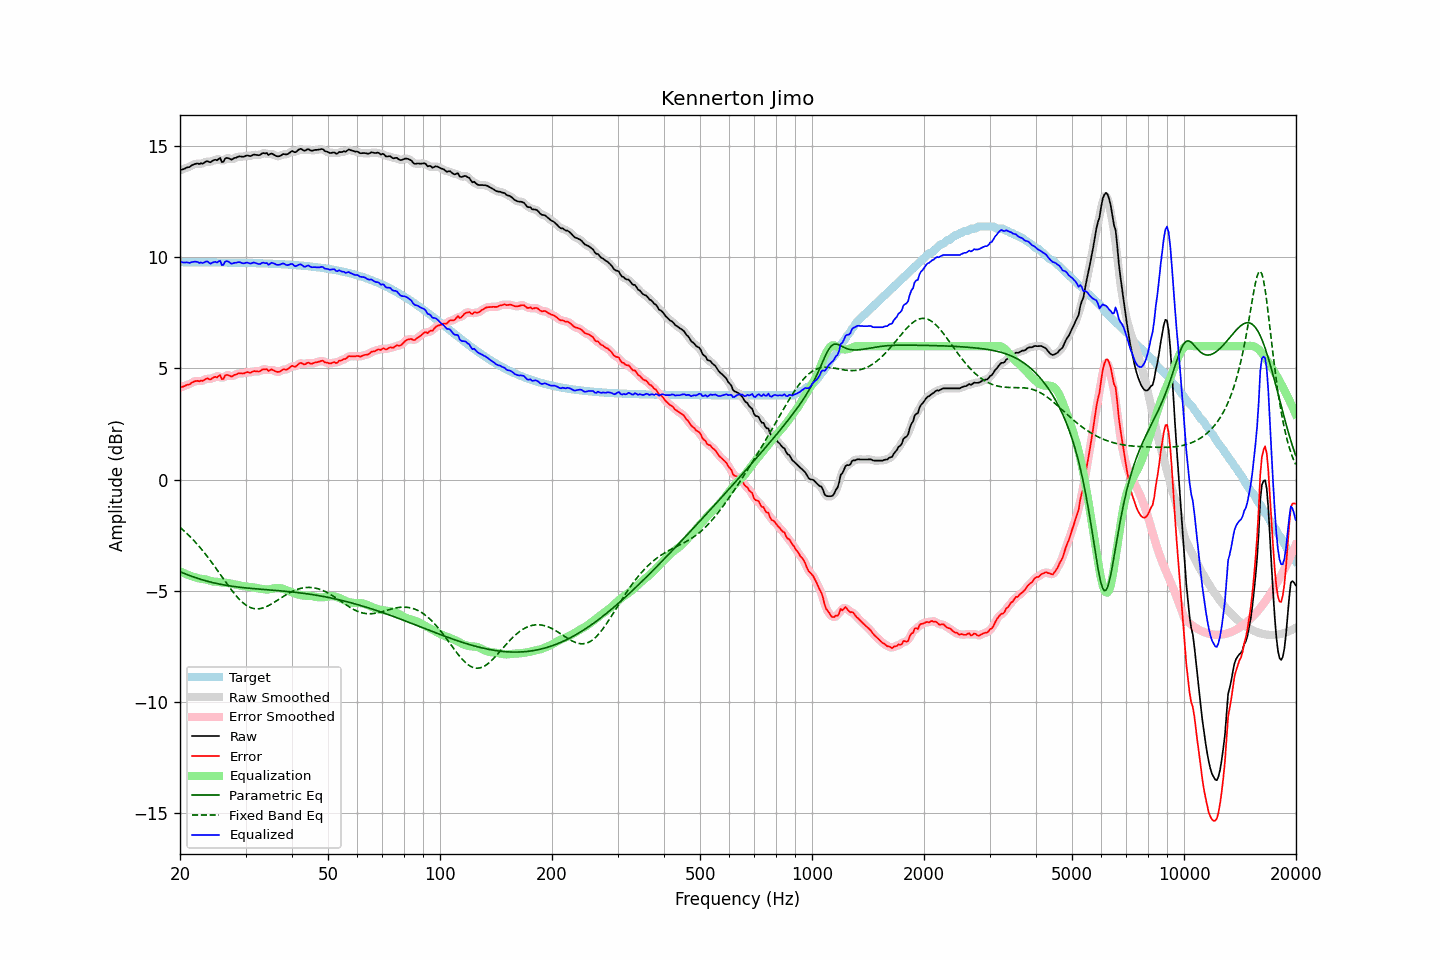 Kennerton Jimo
Amplitude (dBr)
15
10
5
0
−5
−10
−15
Target
Raw Smoothed
Error Smoothed
Raw
Error
Equalization
Parametric Eq
Fixed Band Eq
Equalized
20 50 100 200 500 1000 2000 5000 10000 20000
Frequency (Hz)